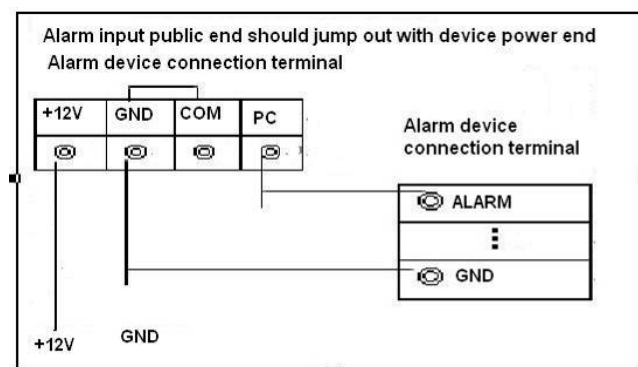 Alarm input public end should jump out with device power end
Alarm device connection terminal
+12V GND COM PC
Alarm device
connection terminal
ALARM
GND
+12V GND